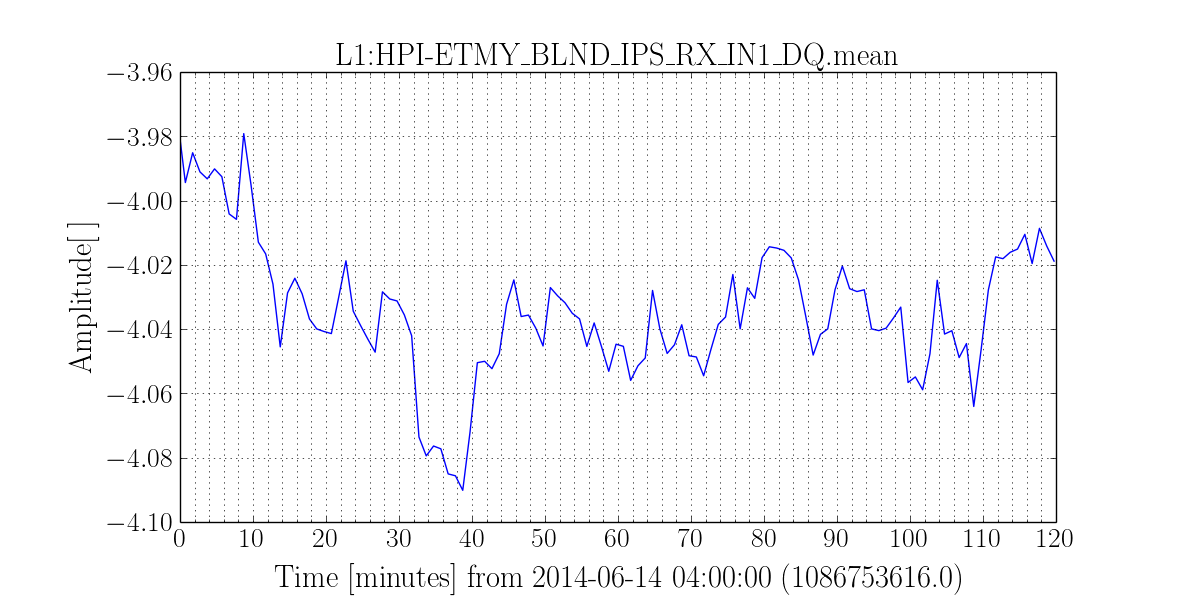 L1:HPI-ETMY_BLND_IPS_RX_IN1_DQ.mean
−3.96
−3.98
−4.00
−4.02
−4.04
−4.06
−4.08
−4.10
Amplitude[ ]
0 10 20 30 40 50 60 70 80 90 100 110 120
Time [minutes] from 2014-06-14 04:00:00 (1086753616.0)